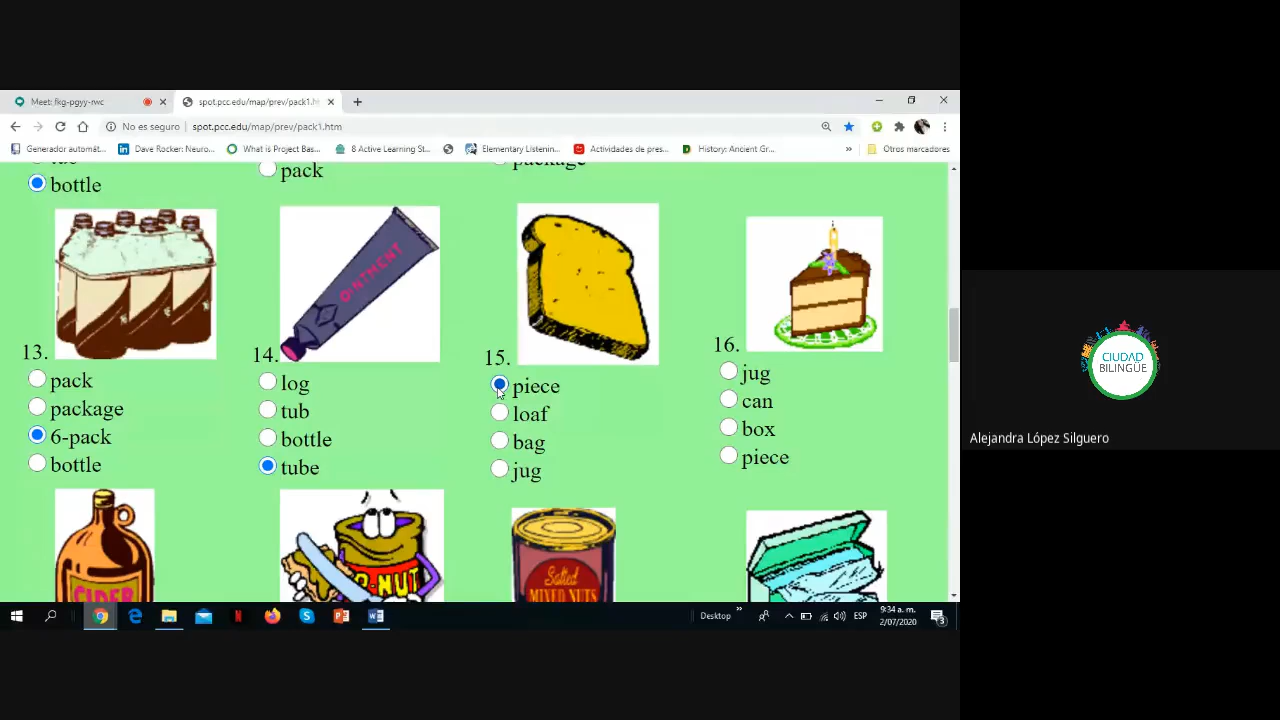 Meet: fkg-pgyy-rwc
spot.pcc.edu/map/prev/pack1.h
No es seguro
spot.pcc.edu/map/prev/pack1.htm
Generador automát...
Dave Rocker: Neuro...
What is Project Bas...
8 Active Learning St...
Elementary Listenin...
Actividades de pres...
History: Ancient Gr...
»
Otros marcadores
bottle
pack
package
13.
pack
package
6-pack
bottle
OINTMENT
14.
log
tub
bottle
tube
15.
piece
loaf
bag
jug
16.
jug
can
box
piece
CIDER
NUT
Salted
MIXED NUTS
Desktop
»
ESP
9:34 a. m.
2/07/2020
3
CIUDAD
BILINGÜE
Alejandra López Silguero